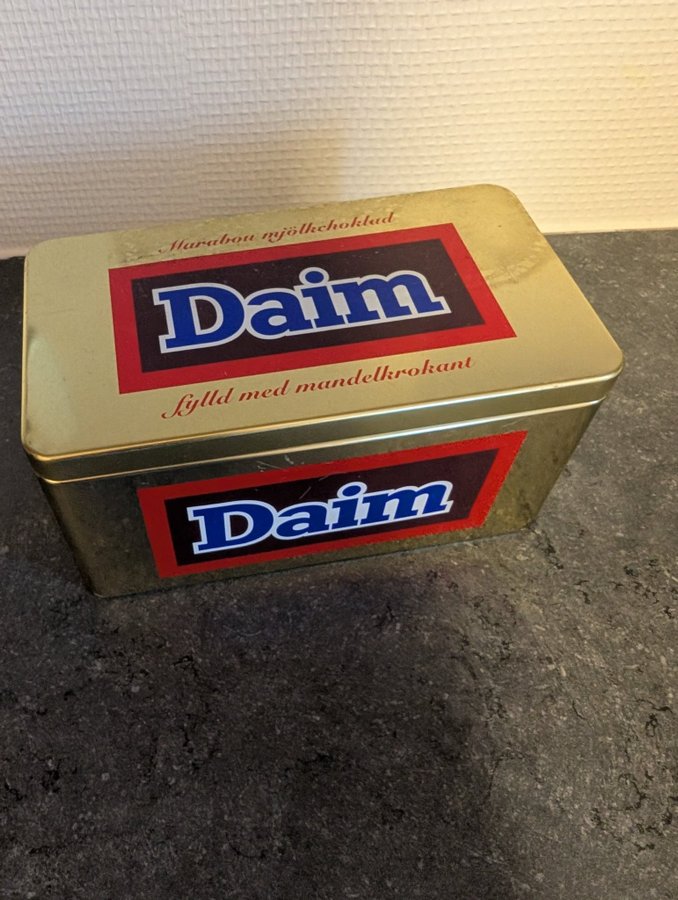 Marabou mjölkchoklad
Daim
fylld med mandelkrokant
Daim